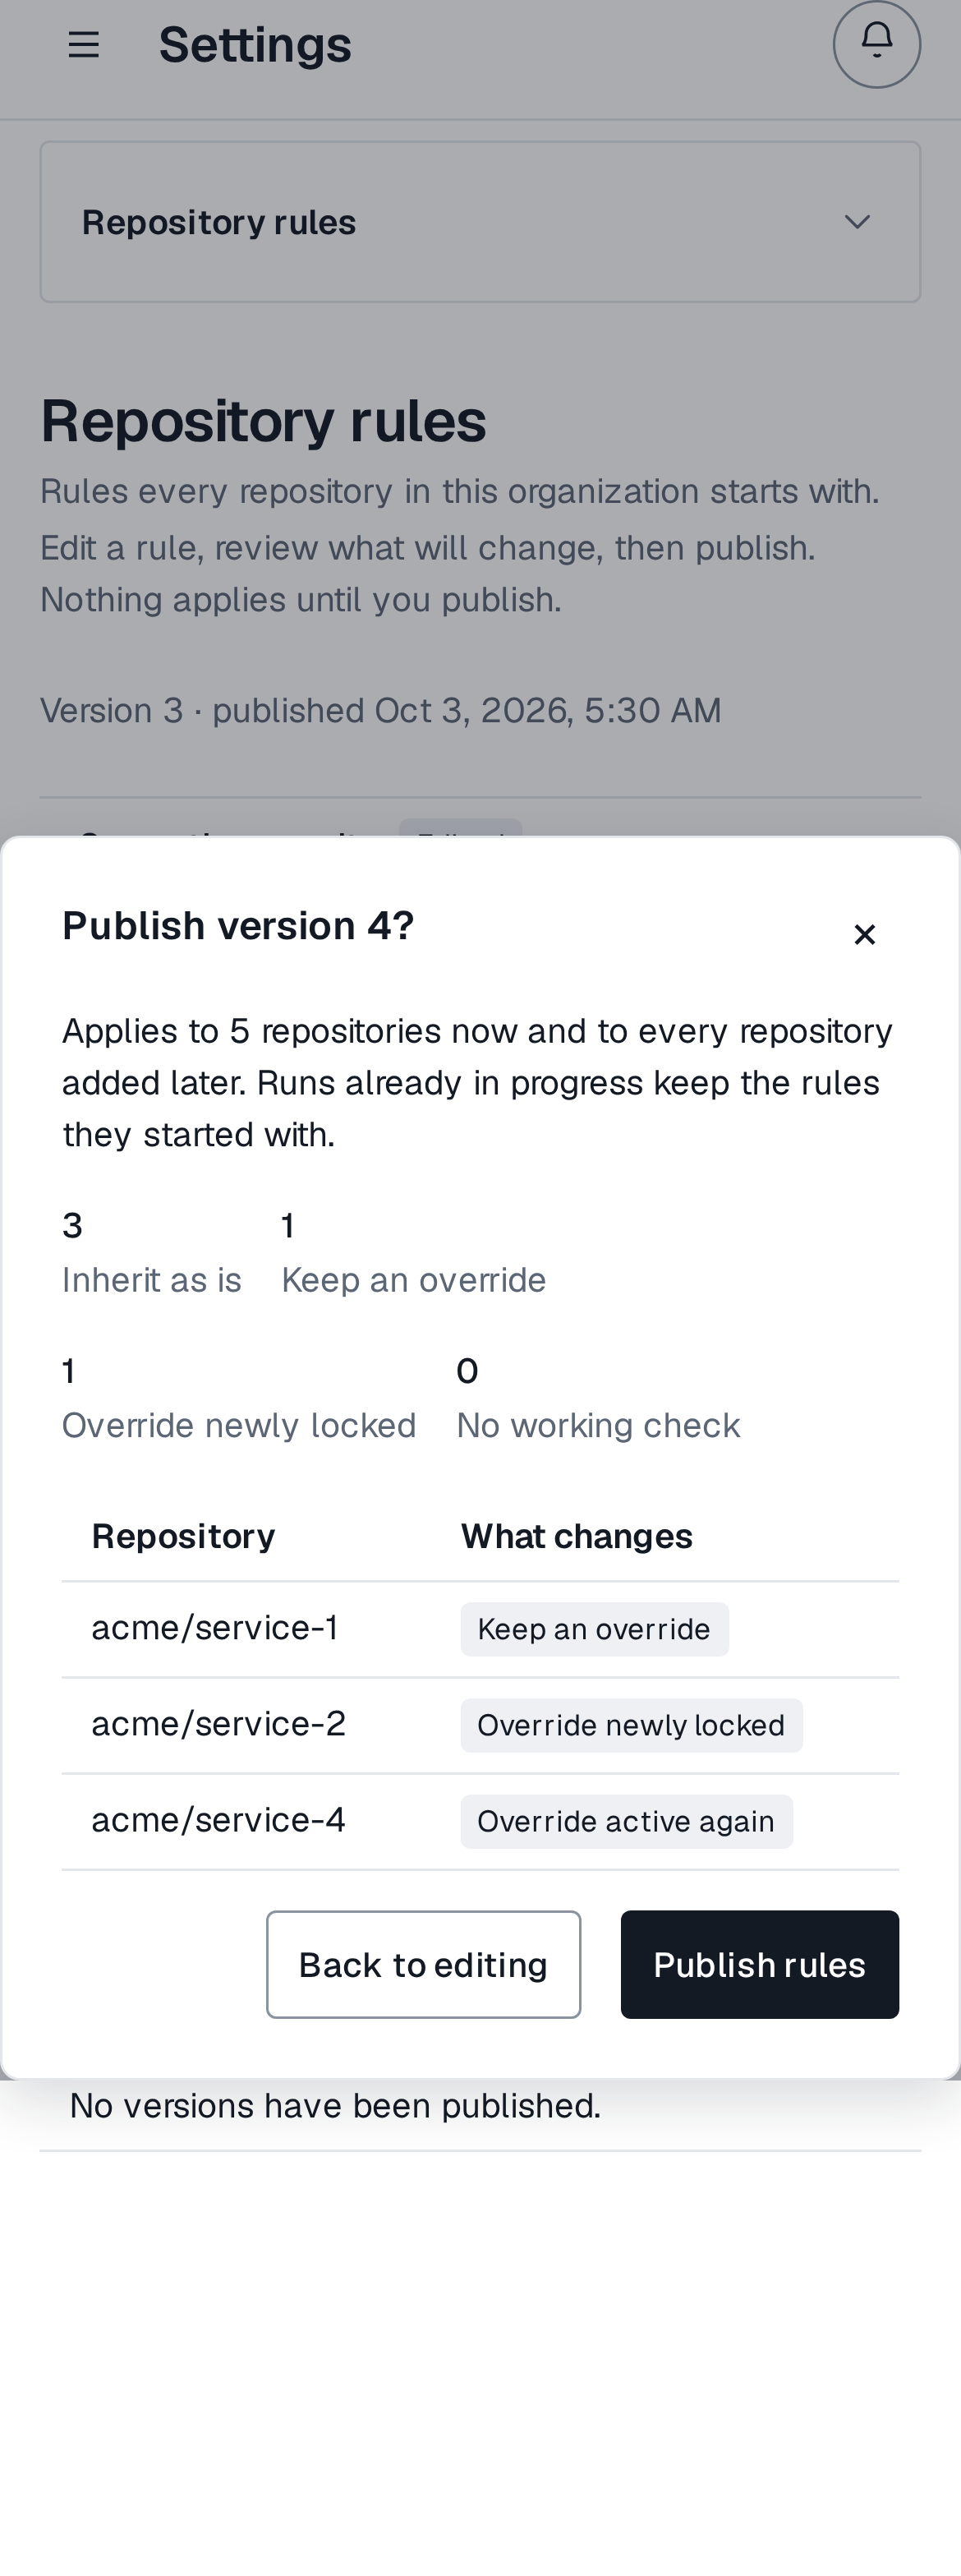 Settings
Repository rules
Repository rules
Rules every repository in this organization starts with.
Edit a rule, review what will change, then publish.
Nothing applies until you publish.
Version 3 · published Oct 3, 2026, 5:30 AM
Publish version 4?
Applies to 5 repositories now and to every repository
added later. Runs already in progress keep the rules
they started with.
3 1
Inherit as is Keep an override
1 0
Override newly locked No working check
Repository What changes
acme/service-1 Keep an override
acme/service-2 Override newly locked
acme/service-4 Override active again
Back to editing Publish rules
No versions have been published.